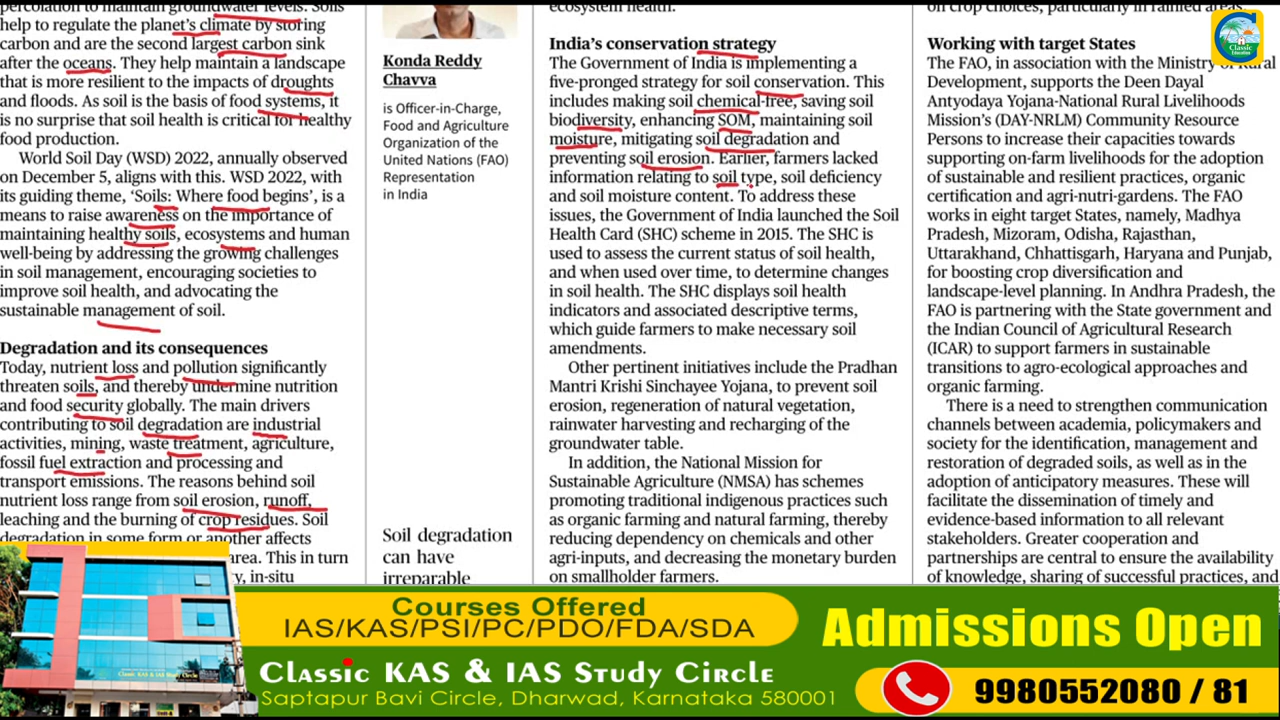 percolation to maintain groundwater levels. Soils
help to regulate the planet's climate by storing
carbon and are the second largest carbon sink
after the oceans. They help maintain a landscape
that is more resilient to the impacts of droughts
and floods. As soil is the basis of food systems, it
is no surprise that soil health is critical for healthy
food production.
World Soil Day (WSD) 2022, annually observed
on December 5, aligns with this. WSD 2022, with
its guiding theme, 'Soils: Where food begins', is a
means to raise awareness on the importance of
maintaining healthy soils, ecosystems and human
well-being by addressing the growing challenges
in soil management, encouraging societies to
improve soil health, and advocating the
sustainable management of soil.
Degradation and its consequences
Today, nutrient loss and pollution significantly
threaten soils, and thereby undermine nutrition
and food security globally. The main drivers
contributing to soil degradation are industrial
activities, mining, waste treatment, agriculture,
fossil fuel extraction and processing and
transport emissions. The reasons behind soil
nutrient loss range from soil erosion, runoff,
leaching and the burning of crop residues. Soil
degradation in some form or another affects
area. This in turn
in-situ
Konda Reddy
Chavva
is Officer-in-Charge,
Food and Agriculture
Organization of the
United Nations (FAO)
Representation
in India
Soil degradation
can have
irreparable
ecosystem health.
India's conservation strategy
The Government of India is implementing a
five-pronged strategy for soil conservation. This
includes making soil chemical-free, saving soil
biodiversity, enhancing SOM, maintaining soil
moisture, mitigating soil degradation and
preventing soil erosion. Earlier, farmers lacked
information relating to soil type, soil deficiency
and soil moisture content. To address these
issues, the Government of India launched the Soil
Health Card (SHC) scheme in 2015. The SHC is
used to assess the current status of soil health,
and when used over time, to determine changes
in soil health. The SHC displays soil health
indicators and associated descriptive terms,
which guide farmers to make necessary soil
amendments.
Other pertinent initiatives include the Pradhan
Mantri Krishi Sinchayee Yojana, to prevent soil
erosion, regeneration of natural vegetation,
rainwater harvesting and recharging of the
groundwater table.
In addition, the National Mission for
Sustainable Agriculture (NMSA) has schemes
promoting traditional indigenous practices such
as organic farming and natural farming, thereby
reducing dependency on chemicals and other
agri-inputs, and decreasing the monetary burden
on smallholder farmers.
on crop choices, particularly in rainfed areas.
Working with target States
The FAO, in association with the Ministry of Rural
Development, supports the Deen Dayal
Antyodaya Yojana-National Rural Livelihoods
Mission's (DAY-NRLM) Community Resource
Persons to increase their capacities towards
supporting on-farm livelihoods for the adoption
of sustainable and resilient practices, organic
certification and agri-nutri-gardens. The FAO
works in eight target States, namely, Madhya
Pradesh, Mizoram, Odisha, Rajasthan,
Uttarakhand, Chhattisgarh, Haryana and Punjab,
for boosting crop diversification and
landscape-level planning. In Andhra Pradesh, the
FAO is partnering with the State government and
the Indian Council of Agricultural Research
(ICAR) to support farmers in sustainable
transitions to agro-ecological approaches and
organic farming.
There is a need to strengthen communication
channels between academia, policymakers and
society for the identification, management and
restoration of degraded soils, as well as in the
adoption of anticipatory measures. These will
facilitate the dissemination of timely and
evidence-based information to all relevant
stakeholders. Greater cooperation and
partnerships are central to ensure the availability
of knowledge, sharing of successful practices, and
Classic
Education
Classic KAS & IAS Study Circle
Courses Offered
IAS/KAS/PSI/PC/PDO/FDA/SDA
Classic KAS & IAS Study Circle
Saptapur Bavi Circle, Dharwad, Karnataka 580001
Admissions Open
9980552080 / 81